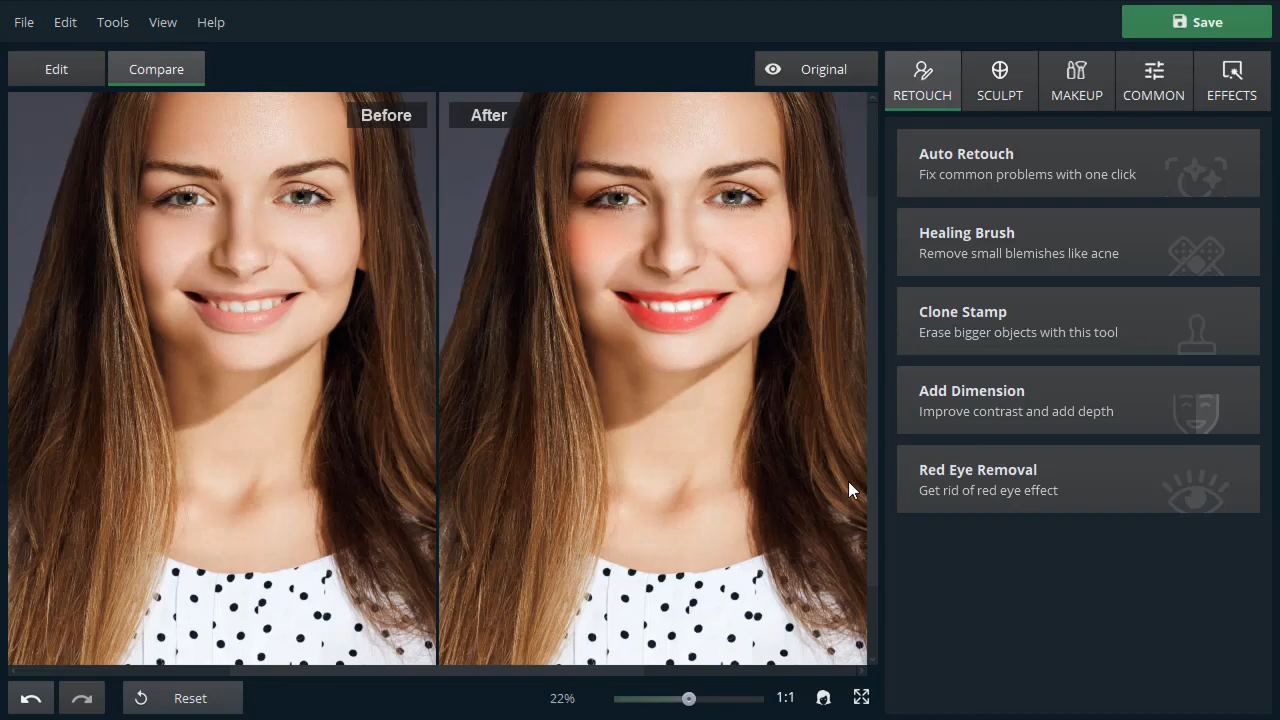 File Edit Tools View Help
Save
Edit Compare Original
RETOUCH SCULPT MAKEUP COMMON EFFECTS
Before After
Auto Retouch
Fix common problems with one click
Healing Brush
Remove small blemishes like acne
Clone Stamp
Erase bigger objects with this tool
Add Dimension
Improve contrast and add depth
Red Eye Removal
Get rid of red eye effect
Reset 22% 1:1